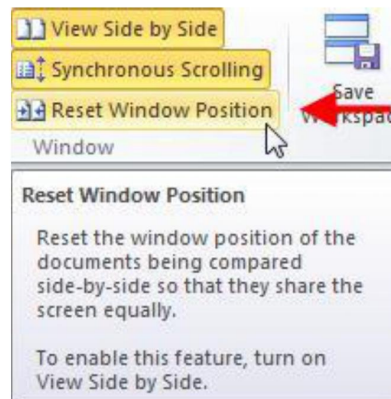 View Side by Side
Synchronous Scrolling
Reset Window Position
Save
Window
Reset Window Position
Reset the window position of the
documents being compared
side-by-side so that they share the
screen equally.
To enable this feature, turn on
View Side by Side.